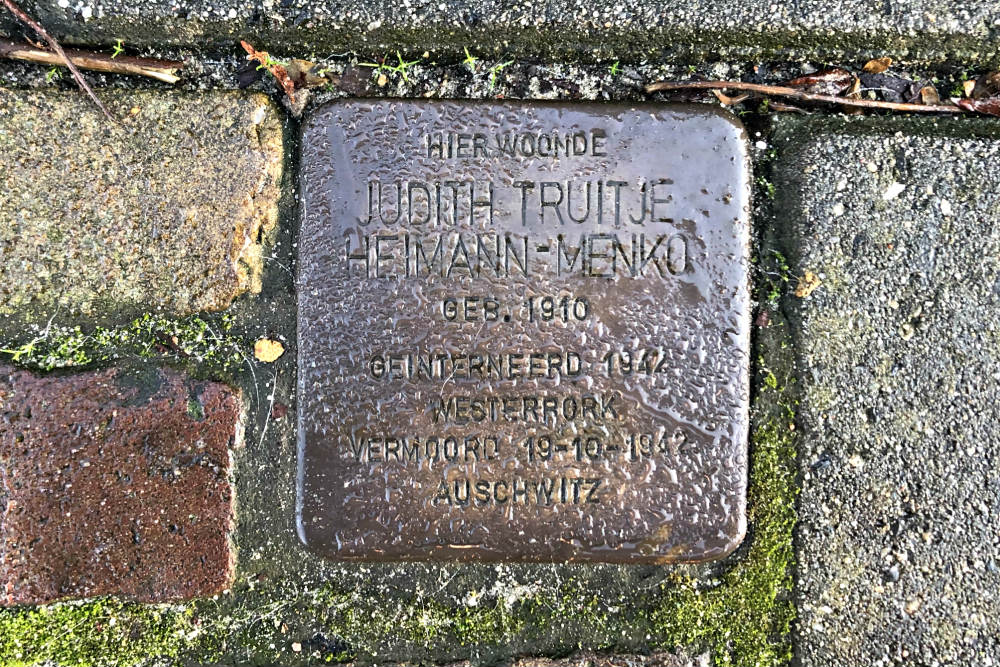 HIER WOONDE
JUDITH TRUITJE
HEIMANN-MENKO
GEB. 1910
GEINTERNEERD 1942
WESTERBORK
VERMOORD 19-10-1942
AUSCHWITZ